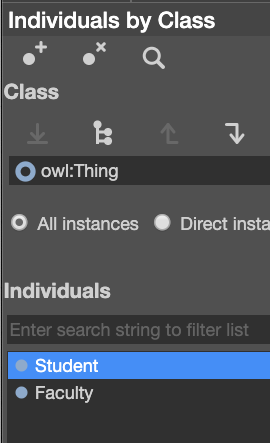 Individuals by Class
Class
owl:Thing
All instances Direct insta
Individuals
Enter search string to filter list
Student
Faculty